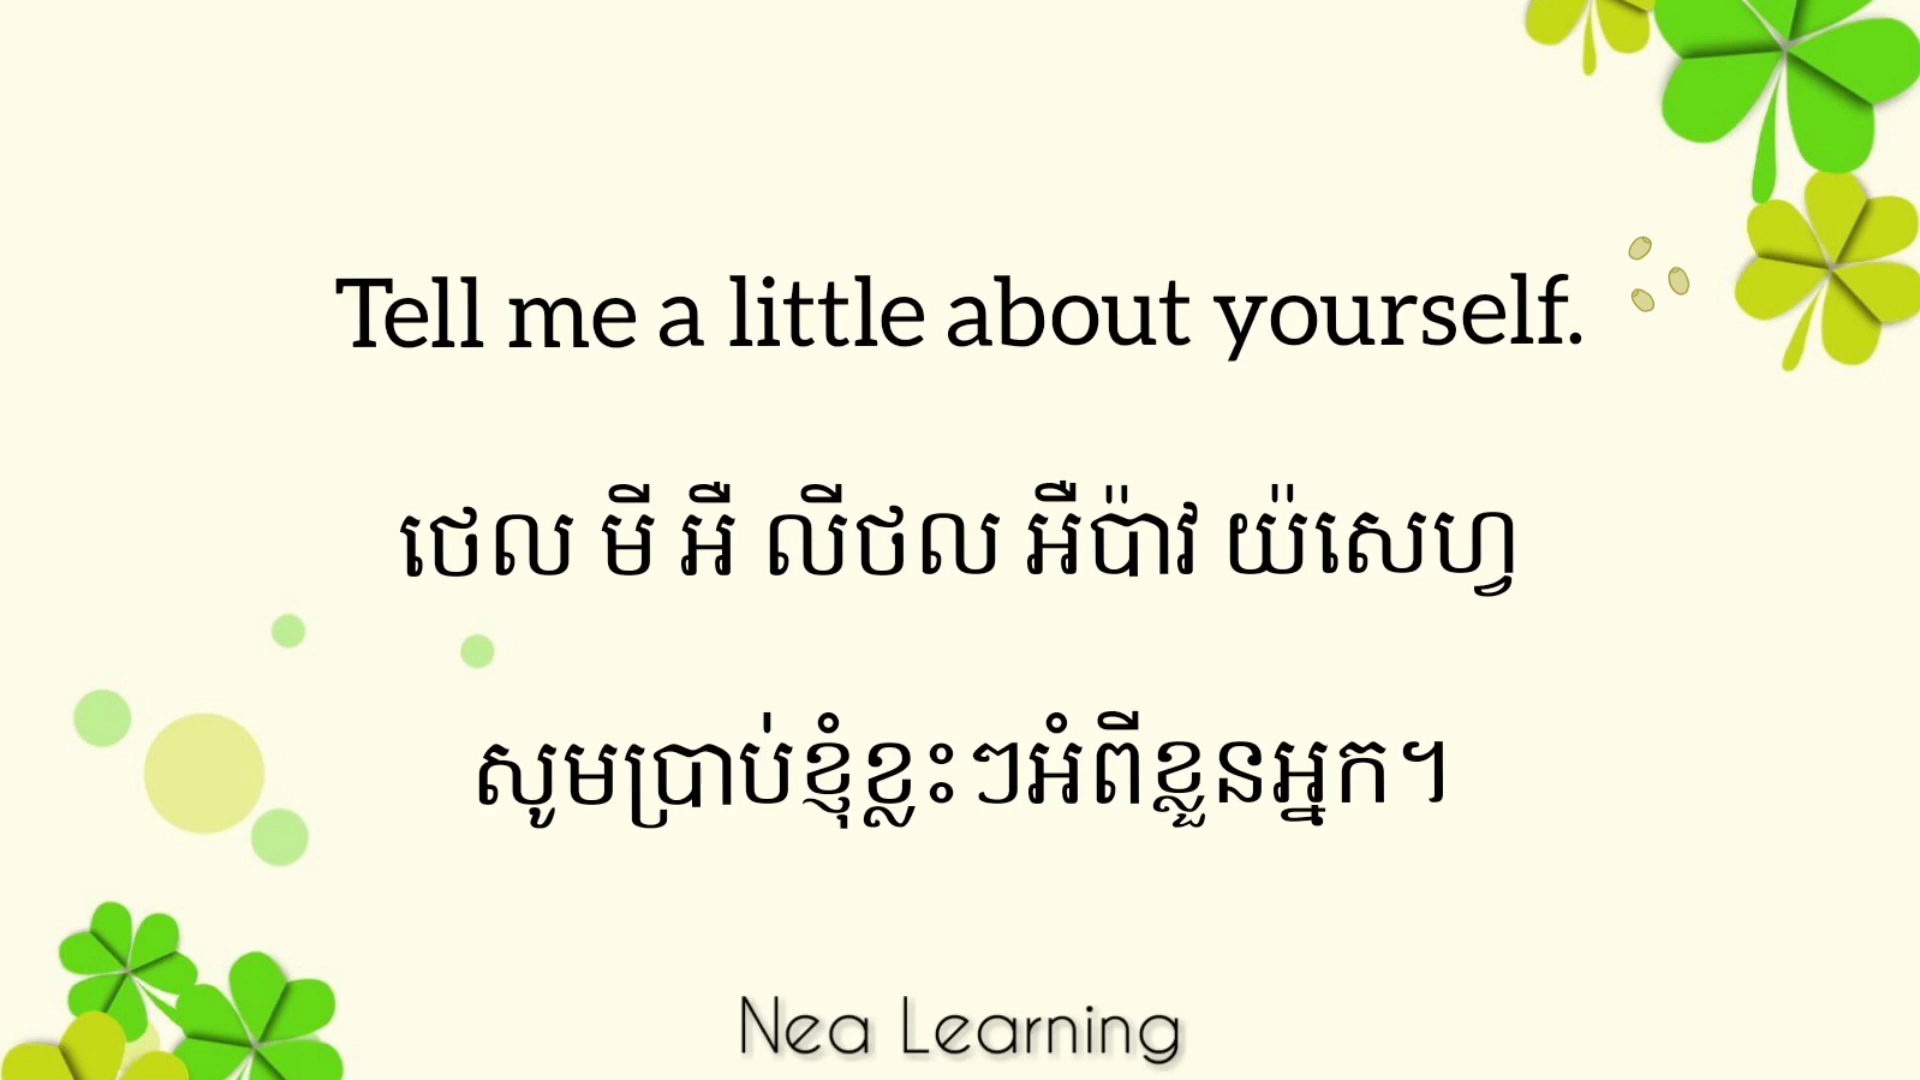 Tell me a little about yourself.
ថេល មី អឺ លីថល អឺប៉ាវ យ៉សេហ្វ
សូមប្រាប់ខ្ញុំខ្លះៗអំពីខ្លួនអ្នក។
Nea Learning